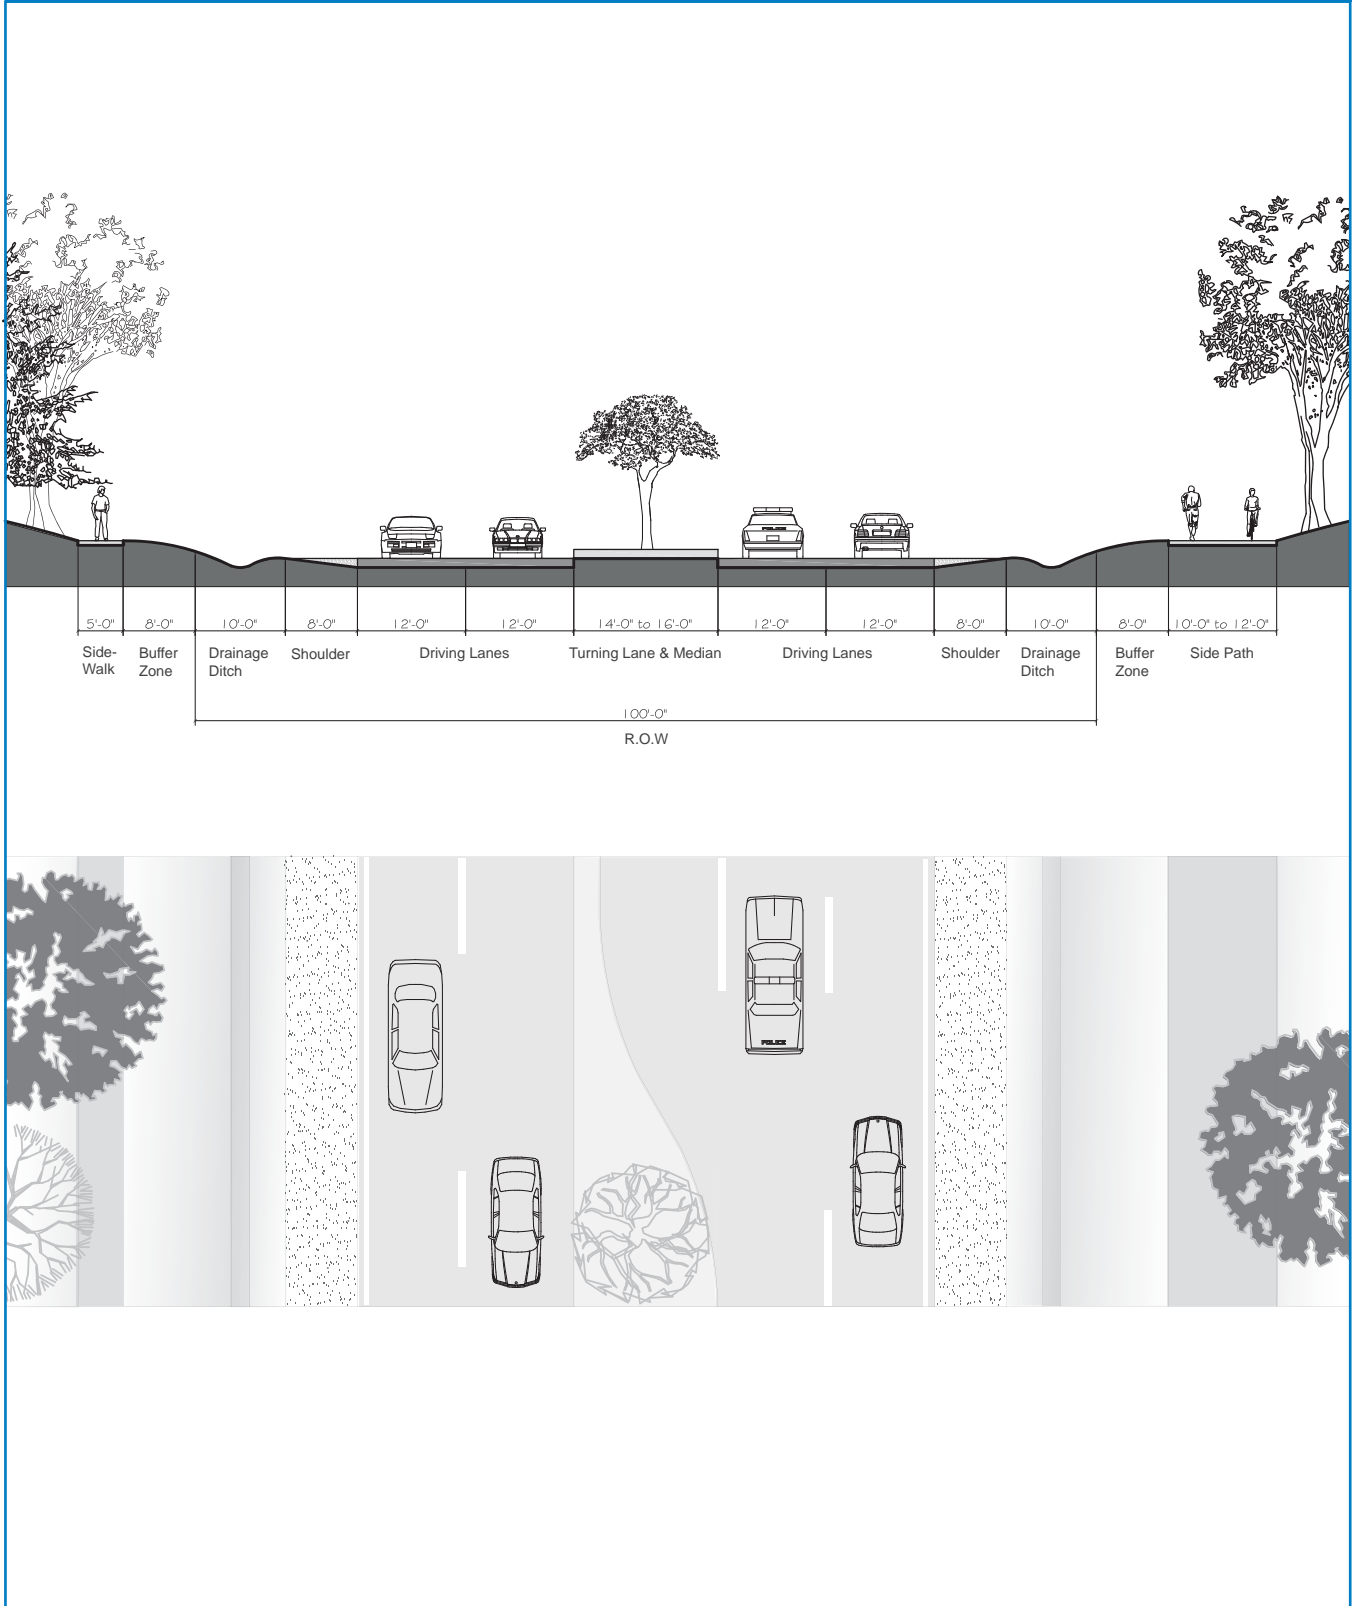 POLICE
5'-0" 8'-0" 10'-0" 8'-0" 12'-0" 12'-0" 14'-0" to 16'-0" 12'-0" 12'-0" 8'-0" 10'-0" 8'-0" 10'-0" to 12'-0"
Side-
Walk
Buffer
Zone
Drainage
Ditch
Shoulder
Driving Lanes
Turning Lane & Median
Driving Lanes
Shoulder
Drainage
Ditch
Buffer
Zone
Side Path
100'-0"
R.O.W
POLICE